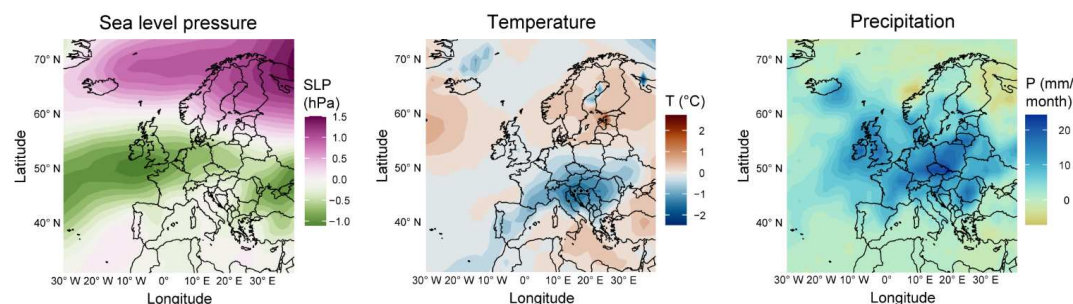 Sea level pressure
70° N
60° N
50° N
40° N
Latitude
30° W 20° W 10° W 0° 10° E 20° E 30° E
Longitude
SLP
(hPa)
1.5
1.0
0.5
0.0
-0.5
-1.0
Temperature
70° N
60° N
50° N
40° N
Latitude
30° W 20° W 10° W 0° 10° E 20° E 30° E
Longitude
T (°C)
2
1
0
-1
-2
Precipitation
70° N
60° N
50° N
40° N
Latitude
30° W 20° W 10° W 0° 10° E 20° E 30° E
Longitude
P (mm/
month)
20
10
0